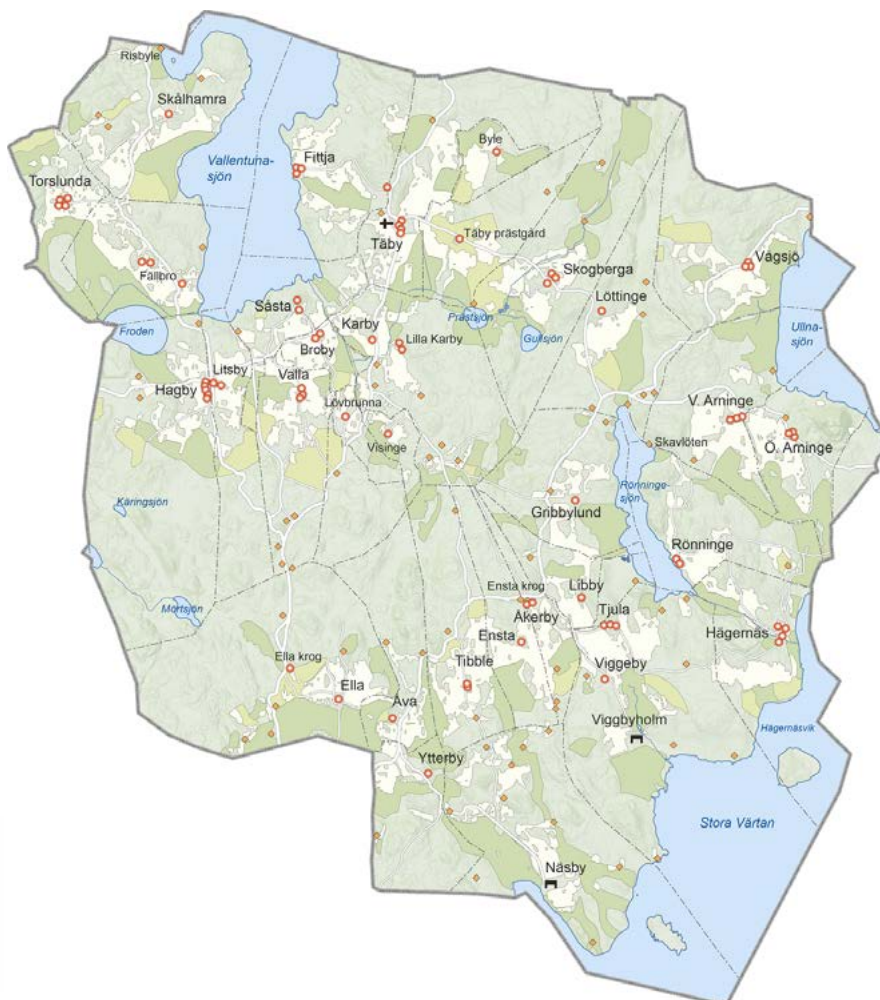 Risbyle
Skålhamra
Vallentuna-
sjön
Fittja
Byle
Torslunda
Täby
Täby prästgård
Fällbro
Skogberga
Vågsjö
Såsta
Karby
Löttinge
Ullna-
sjön
Froden
Prästsjön
Gullsjön
Broby
Lilla Karby
Litsby
Hagby
Valla
Lövbrunna
V. Arninge
Visinge
Skavlöten
Ö. Arninge
Rönninge-
sjön
Käringsjön
Gribbylund
Rönninge
Ensta krog
Libby
Mörtsjön
Åkerby
Tjula
Hägernäs
Ensta
Ella krog
Tibble
Viggeby
Ella
Åva
Viggbyholm
Hägernäsvik
Ytterby
Stora Värtan
Näsby